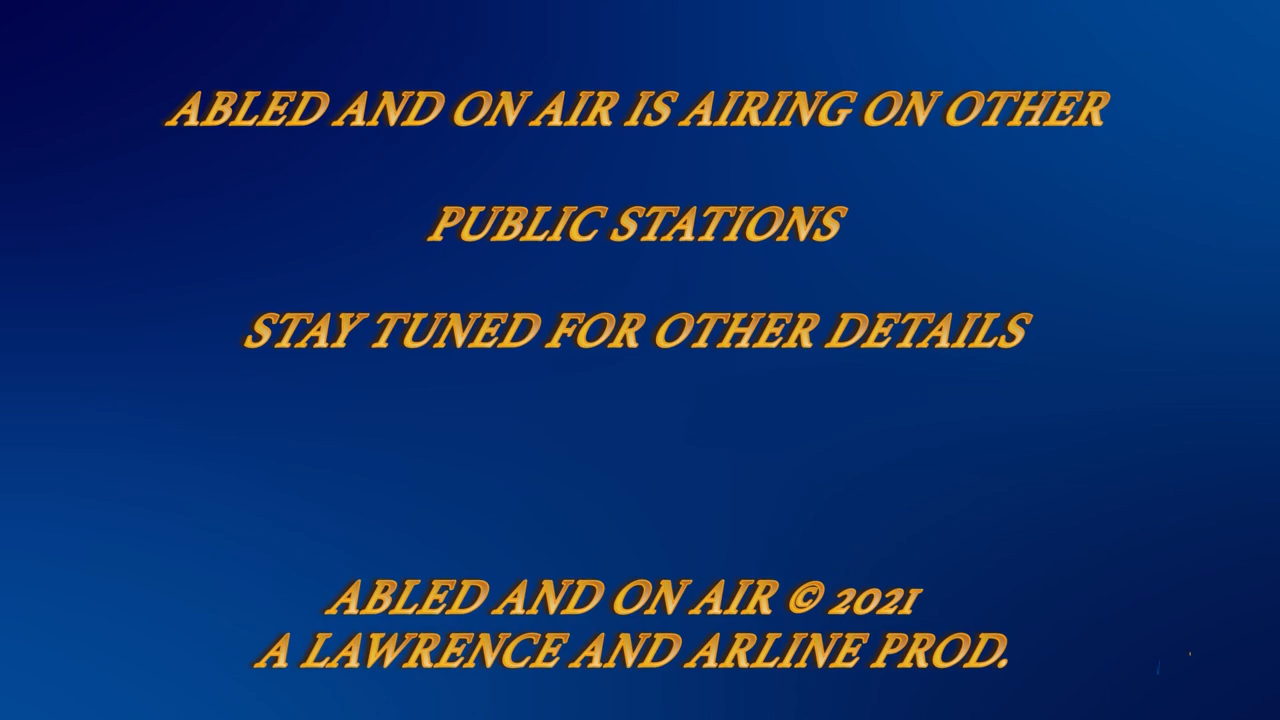 ABLED AND ON AIR IS AIRING ON OTHER
PUBLIC STATIONS
STAY TUNED FOR OTHER DETAILS
ABLED AND ON AIR © 2021
A LAWRENCE AND ARLINE PROD.